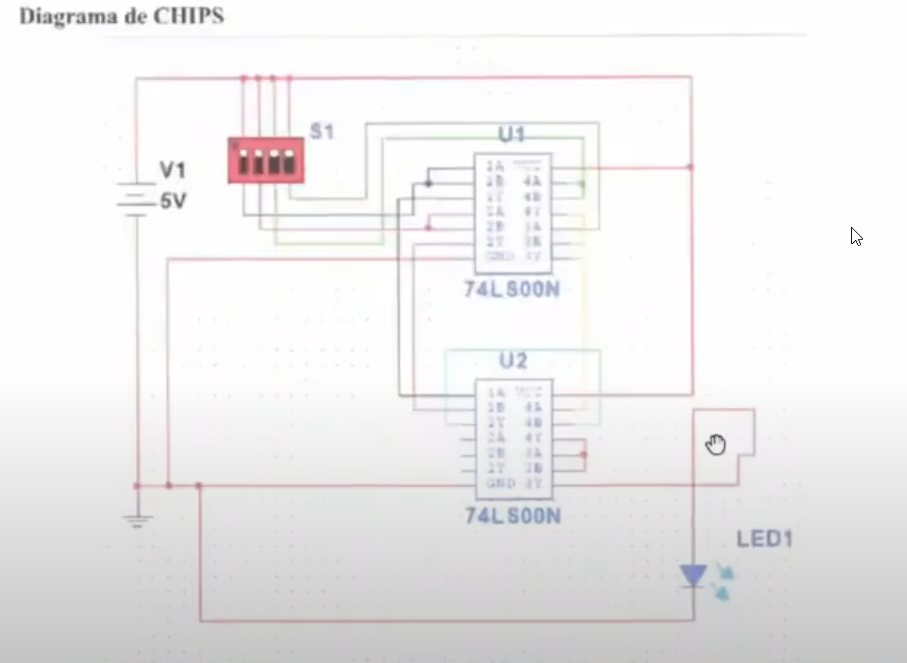 Diagrama de CHIPS
S1
U1
V1
5V
1A VCC
1B 4A
1Y 4B
2A 4Y
2B 3A
2Y 3B
GND 3Y
74LS00N
U2
1A VCC
1B 4A
1Y 4B
2A 4Y
2B 3A
2Y 3B
GND 3Y
74LS00N
LED1